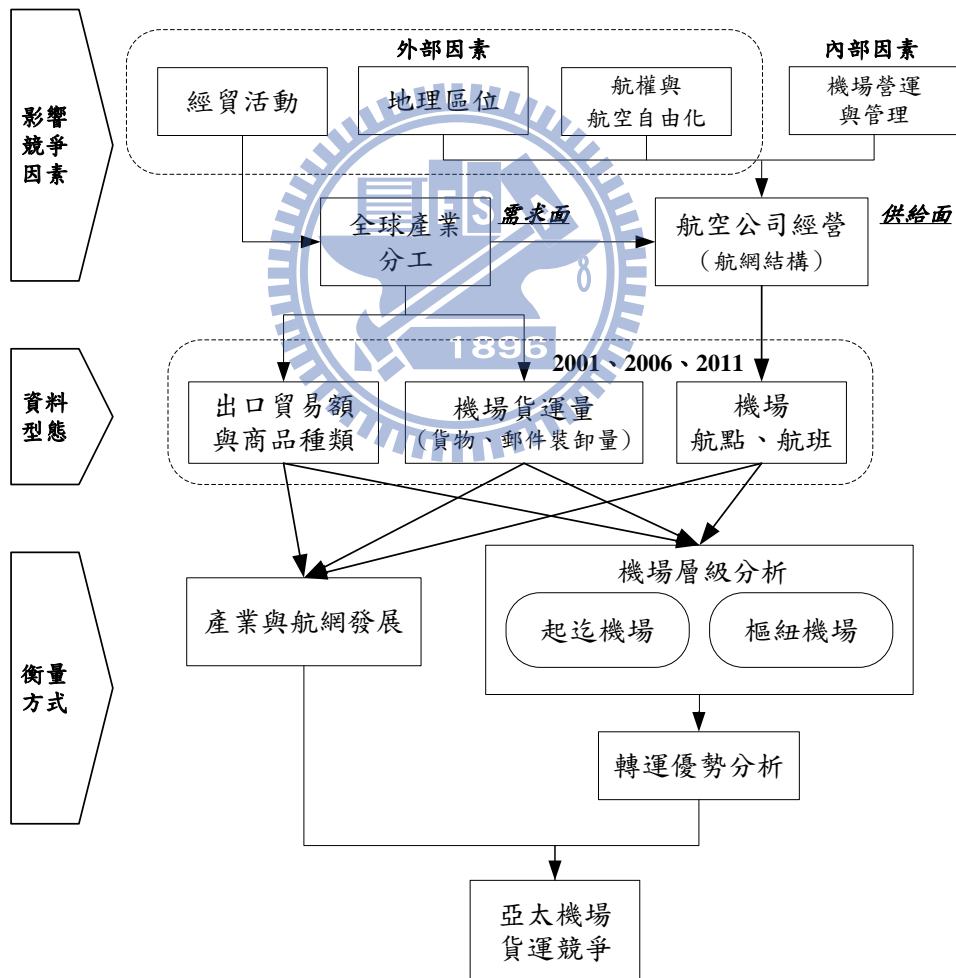 外部因素
內部因素
經貿活動
地理區位
航權與
航空自由化
機場營運
與管理
影響
競爭
因素
ES
全球產業
分工
需求面
航空公司經營
（航網結構）
供給面
8
1896
2001、2006、2011
資料
型態
出口貿易額
與商品種類
機場貨運量
（貨物、郵件裝卸量）
機場
航點、航班
衡量
方式
產業與航網發展
機場層級分析
起迄機場
樞紐機場
轉運優勢分析
亞太機場
貨運競爭